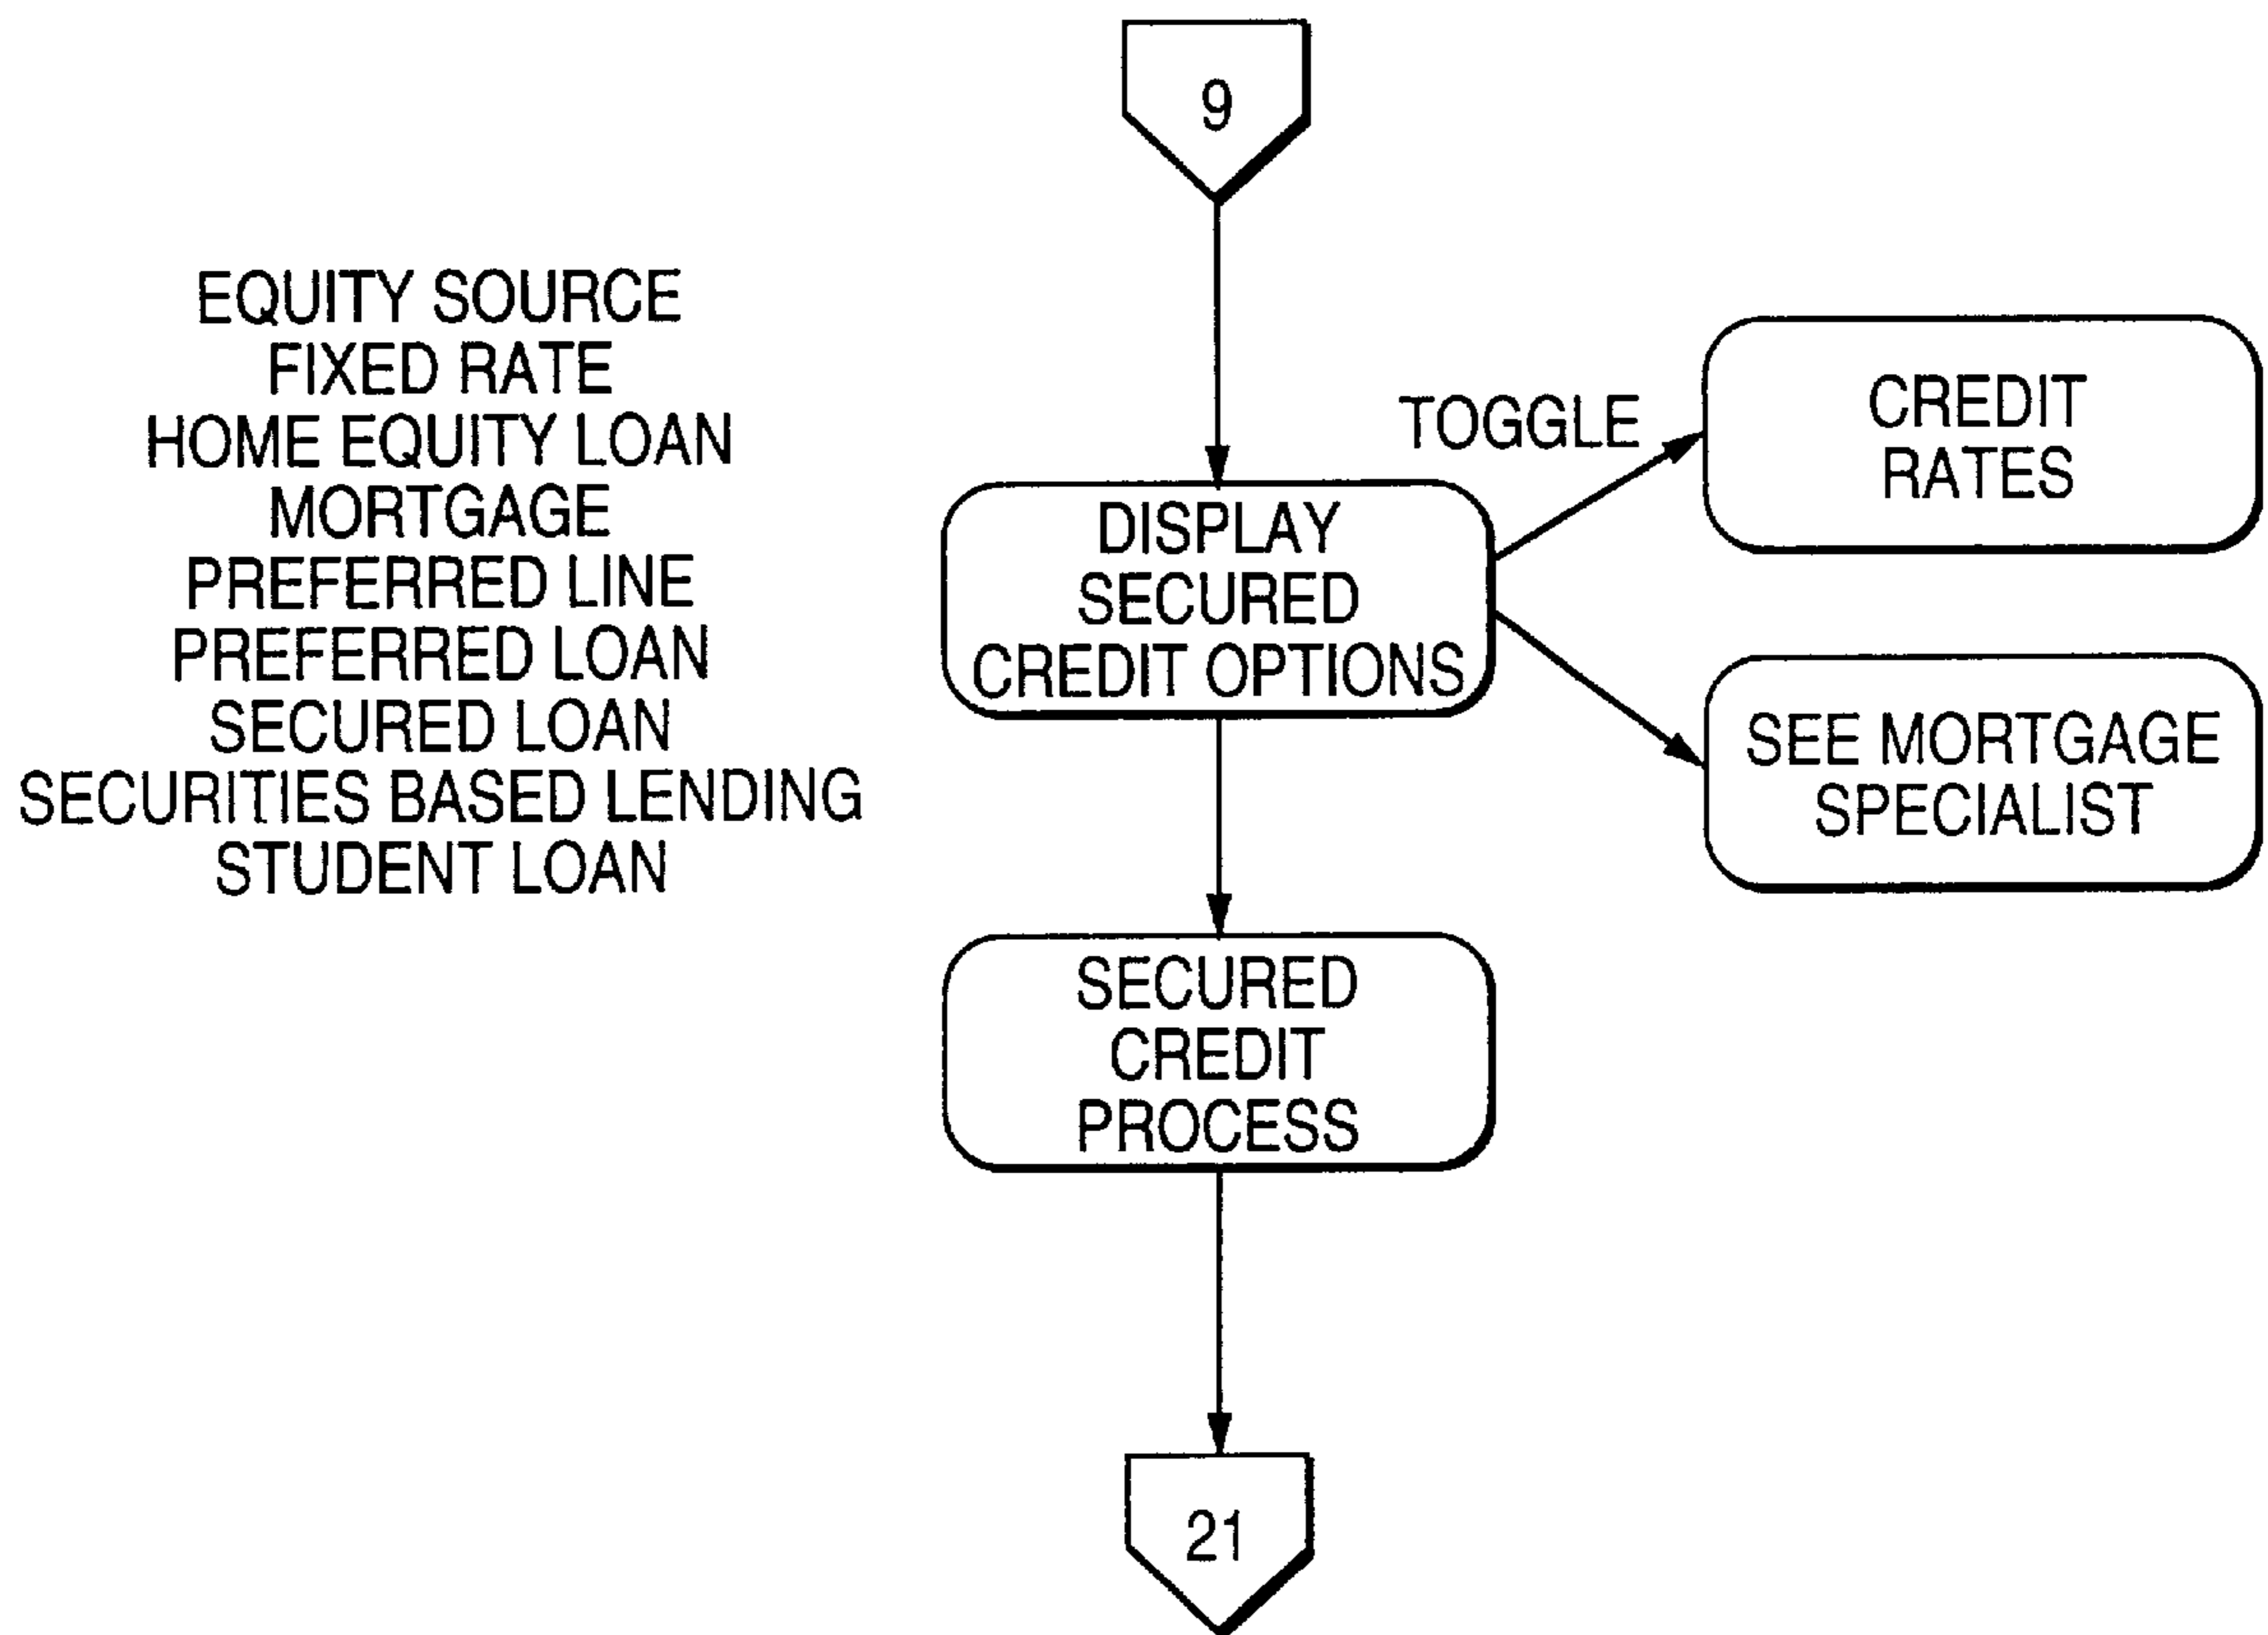 9
EQUITY SOURCE
FIXED RATE
HOME EQUITY LOAN
MORTGAGE
PREFERRED LINE
PREFERRED LOAN
SECURED LOAN
SECURITIES BASED LENDING
STUDENT LOAN
DISPLAY
SECURED
CREDIT OPTIONS
TOGGLE
CREDIT
RATES
SEE MORTGAGE
SPECIALIST
SECURED
CREDIT
PROCESS
21